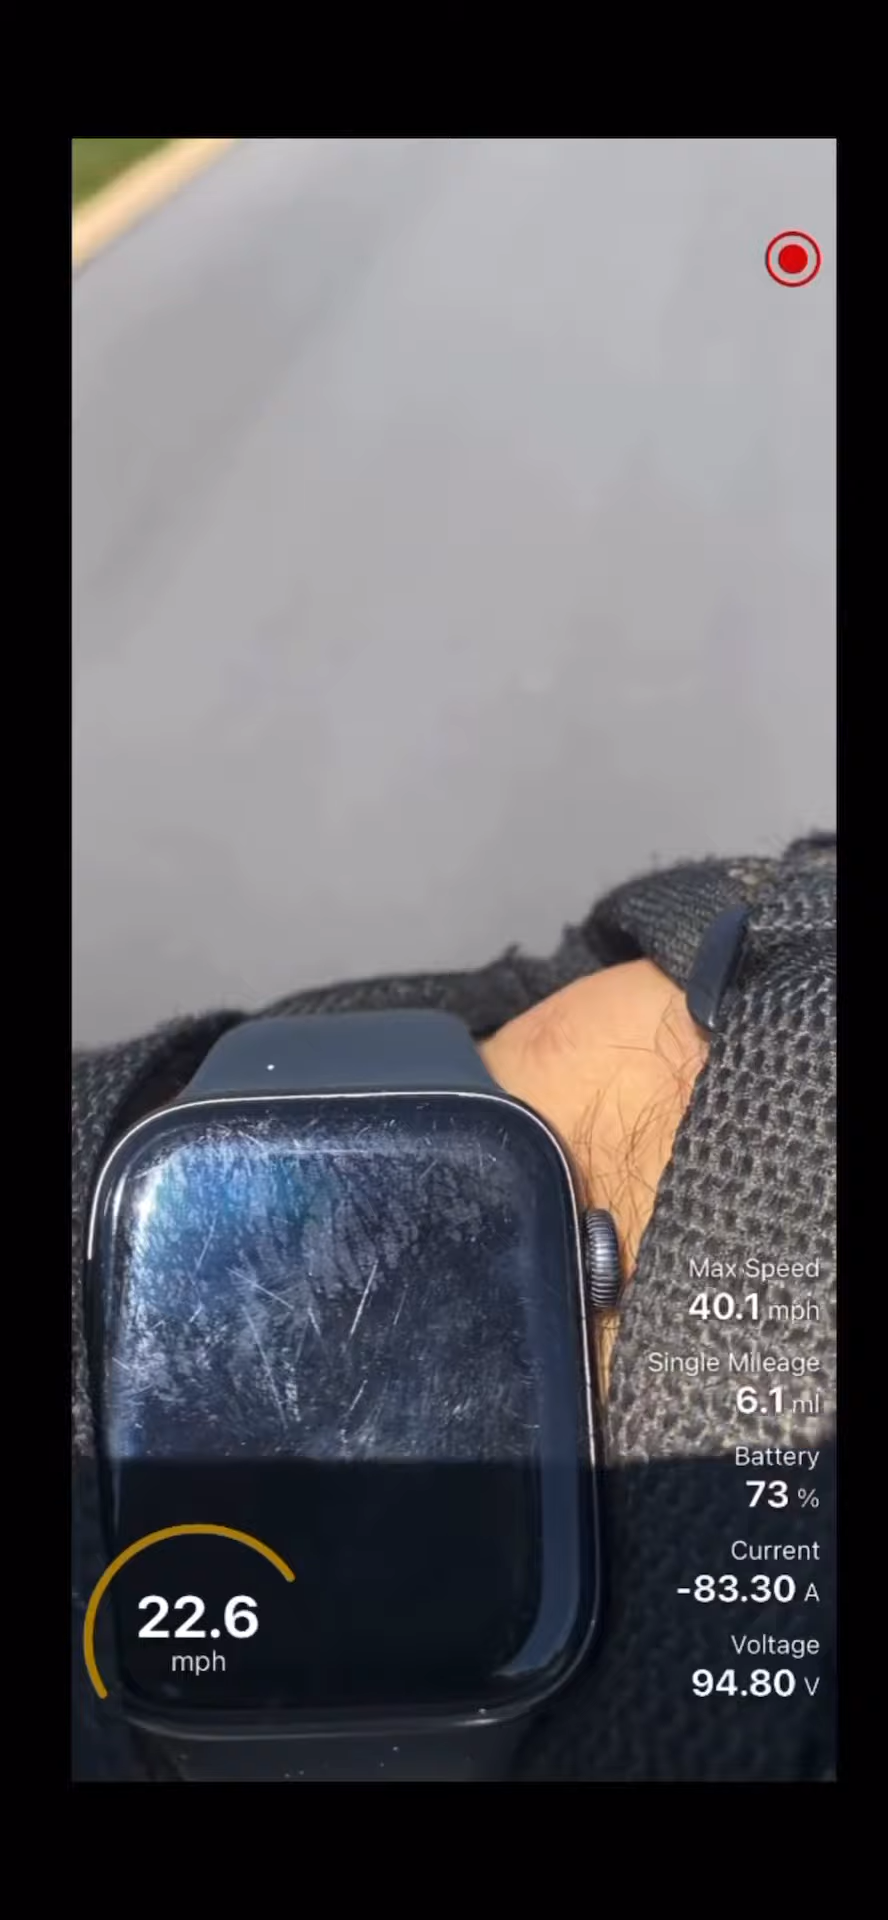 Max Speed
40.1 mph
Single Mileage
6.1 ml
Battery
73 %
Current
-83.30 A
Voltage
94.80 V
22.6
mph